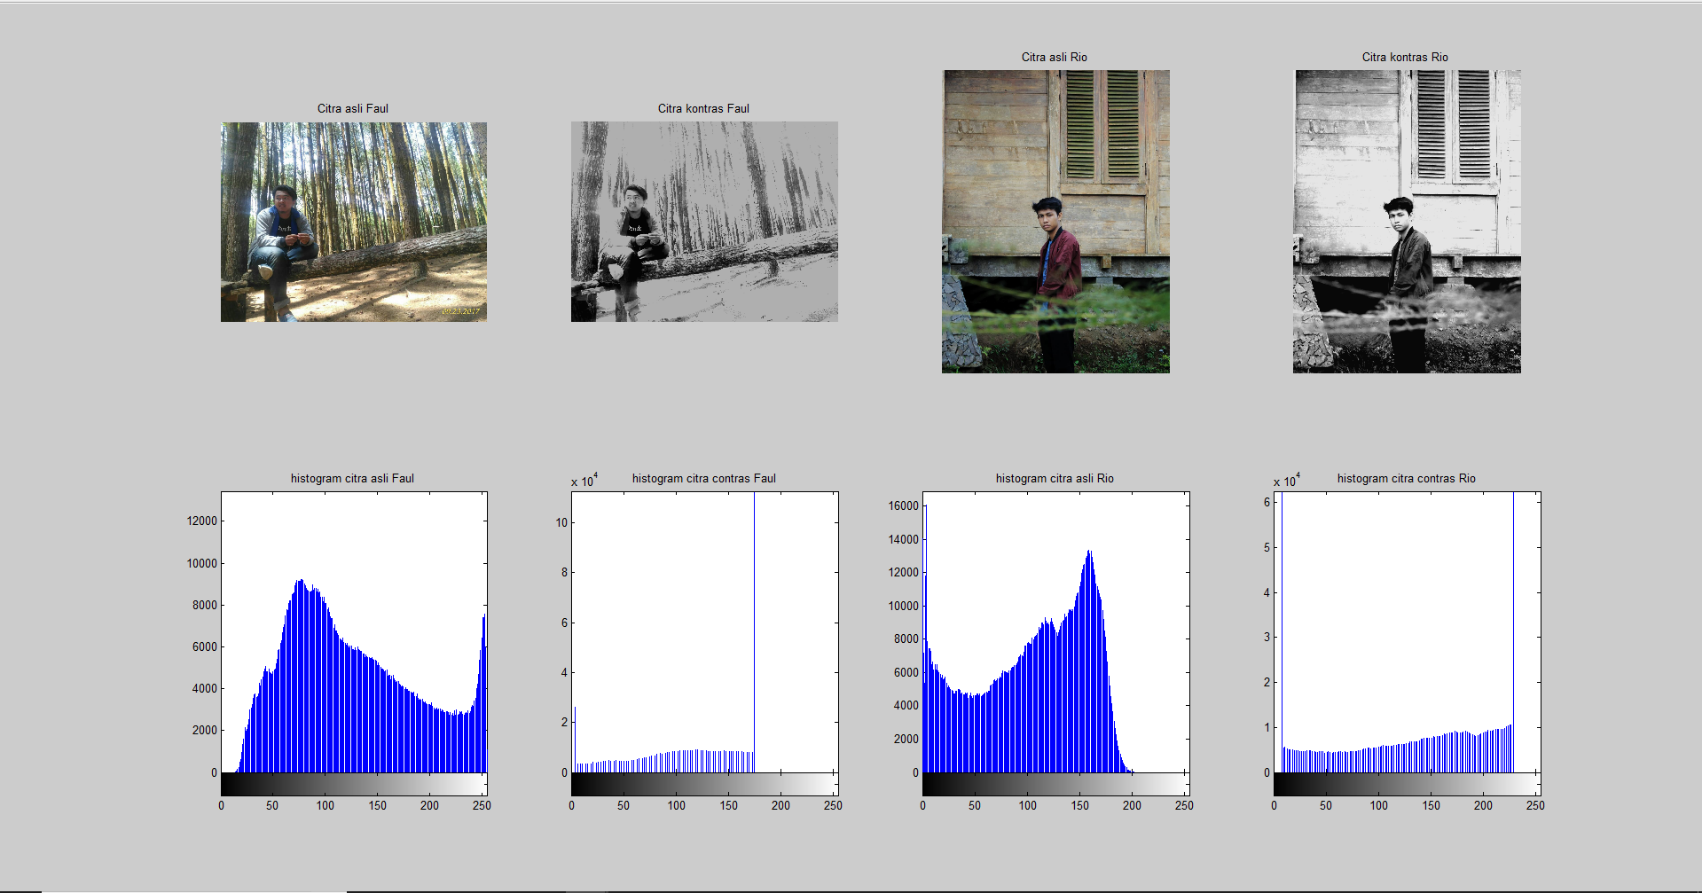 Citra asli Faul
Citra kontras Faul
Citra asli Rio
Citra kontras Rio
09.23.2017
histogram citra asli Faul
12000
10000
8000
6000
4000
2000
0
0 50 100 150 200 250
x 10^4
histogram citra contras Faul
10
8
6
4
2
0
0 50 100 150 200 250
histogram citra asli Rio
16000
14000
12000
10000
8000
6000
4000
2000
0
0 50 100 150 200 250
x 10^4
histogram citra contras Rio
6
5
4
3
2
1
0
0 50 100 150 200 250